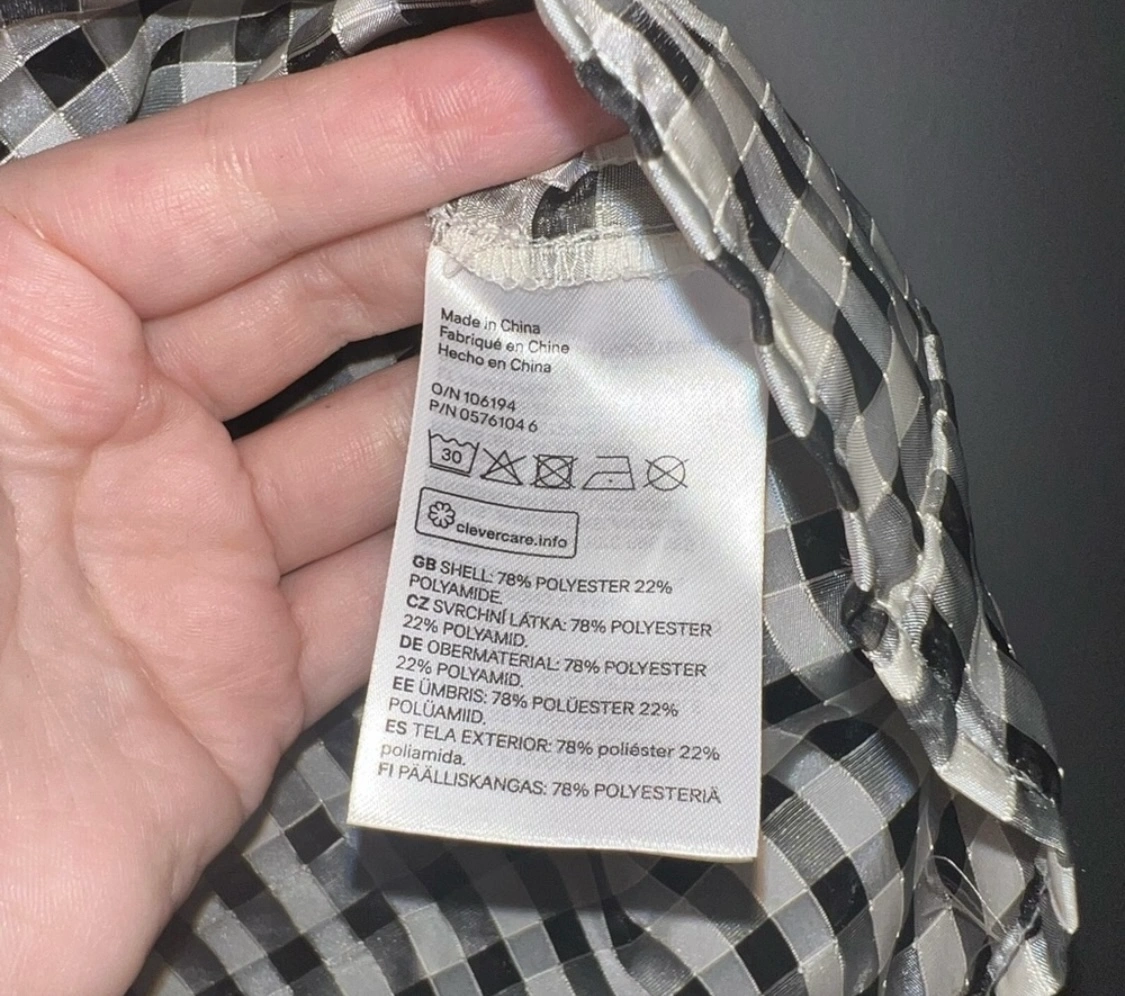 Made in China
Fabriqué en Chine
Hecho en China
O/N 106194
P/N 0576104 6
30
clevercare.info
GB SHELL: 78% POLYESTER 22%
POLYAMIDE.
CZ SVRCHNÍ LÁTKA: 78% POLYESTER
22% POLYAMID.
DE OBERMATERIAL: 78% POLYESTER
22% POLYAMID.
EE ÜMBRIS: 78% POLÜESTER 22%
POLÜAMIID.
ES TELA EXTERIOR: 78% poliéster 22%
poliamida.
FI PÄÄLLISKANGAS: 78% POLYESTERIÄ